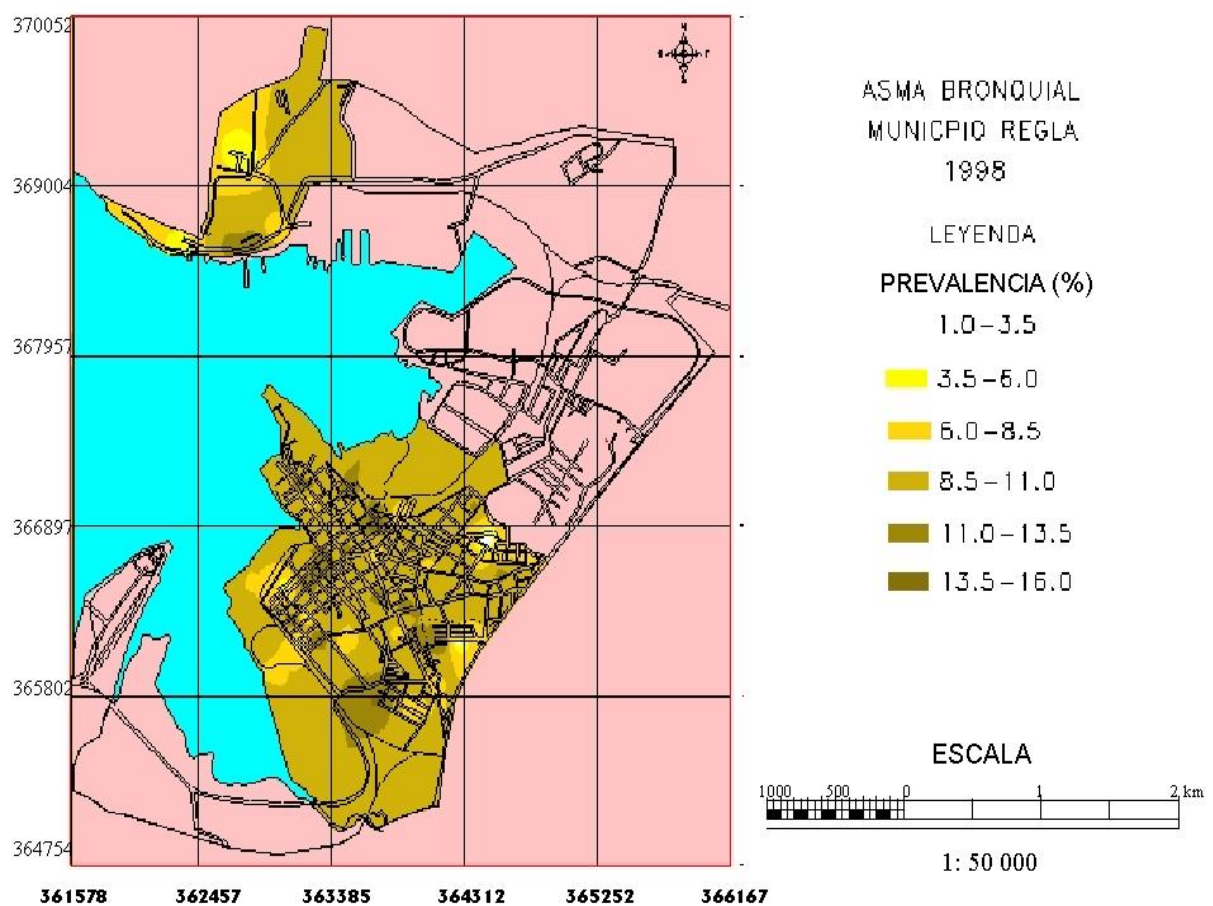 370052
369004
367957
366897
365802
364754
361578 362457 363385 364312 365252 366167
ASMA BRONQUIAL
MUNICPIO REGLA
1998
LEYENDA
PREVALENCIA (%)
1.0-3.5
3.5-6.0
6.0-8.5
8.5-11.0
11.0-13.5
13.5-16.0
ESCALA
1000 500 0 1 2 km
1: 50 000